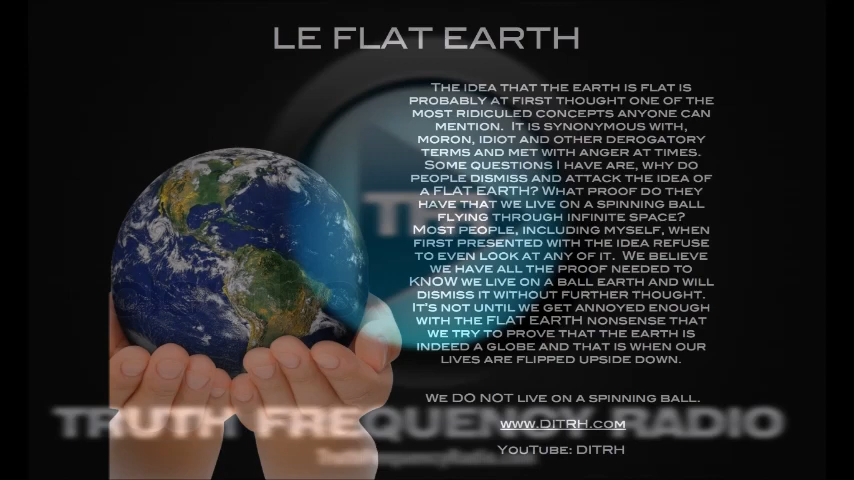 LE FLAT EARTH
THE IDEA THAT THE EARTH IS FLAT IS
PROBABLY AT FIRST THOUGHT ONE OF THE
MOST RIDICULED CONCEPTS ANYONE CAN
MENTION. IT IS SYNONYMOUS WITH,
MORON, IDIOT AND OTHER DEROGATORY
TERMS AND MET WITH ANGER AT TIMES.
SOME QUESTIONS I HAVE ARE, WHY DO
PEOPLE DISMISS AND ATTACK THE IDEA OF
A FLAT EARTH? WHAT PROOF DO THEY
HAVE THAT WE LIVE ON A SPINNING BALL
FLYING THROUGH INFINITE SPACE?
MOST PEOPLE, INCLUDING MYSELF, WHEN
FIRST PRESENTED WITH THE IDEA REFUSE
TO EVEN LOOK AT ANY OF IT. WE BELIEVE
WE HAVE ALL THE PROOF NEEDED TO
KNOW WE LIVE ON A BALL EARTH AND WILL
DISMISS IT WITHOUT FURTHER THOUGHT.
IT'S NOT UNTIL WE GET ANNOYED ENOUGH
WITH THE FLAT EARTH NONSENSE THAT
WE TRY TO PROVE THAT THE EARTH IS
INDEED A GLOBE AND THAT IS WHEN OUR
LIVES ARE FLIPPED UPSIDE DOWN.
WE DO NOT LIVE ON A SPINNING BALL.
TRUTH FREQUENCY RADIO
WWW.DITRH.COM
YOUTUBE: DITRH